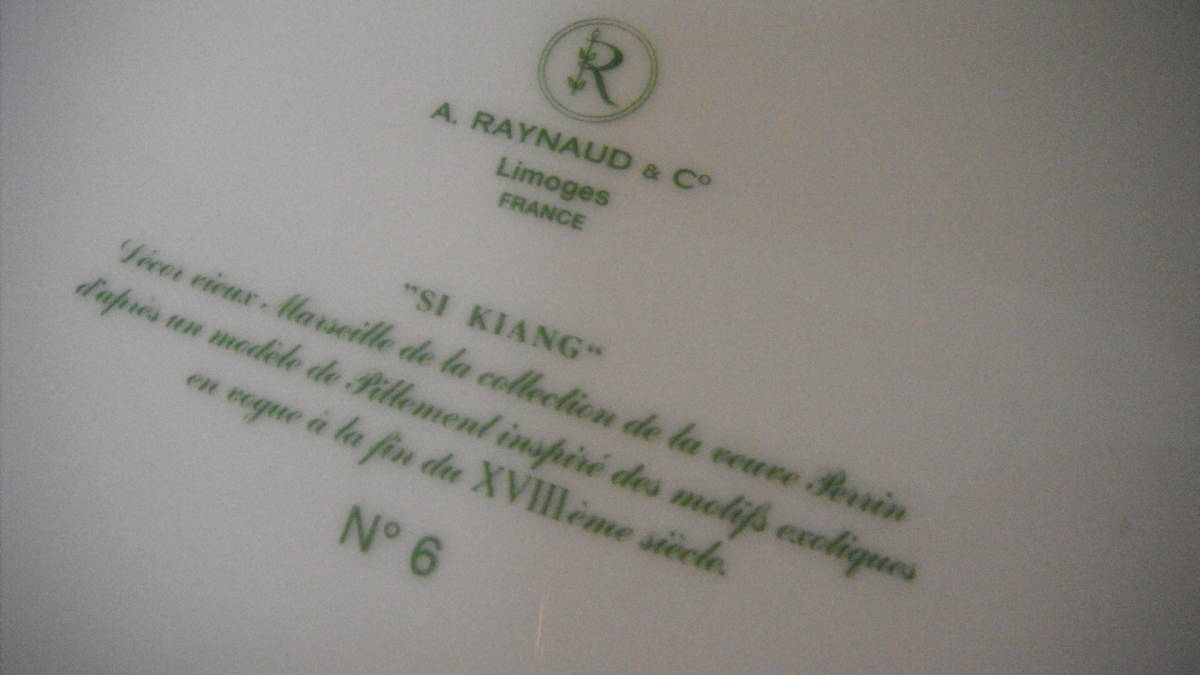 R
A. RAYNAUD & Cº
Limoges
FRANCE
"SI KIANG"
Décor vieux Marseille de la collection de la veuve Perrin
d'après un modèle de Pillement inspiré des motifs exotiques
en vogue à la fin du XVIIIème siècle.
Nº 6